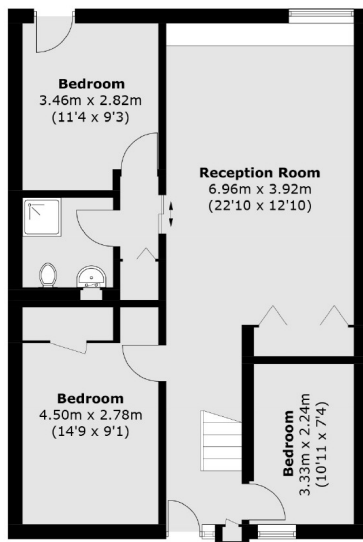 Bedroom
3.46m x 2.82m
(11'4 x 9'3)
Reception Room
6.96m x 3.92m
(22'10 x 12'10)
Bedroom
4.50m x 2.78m
(14'9 x 9'1)
Bedroom
3.33m x 2.24m
(10'11 x 7'4)